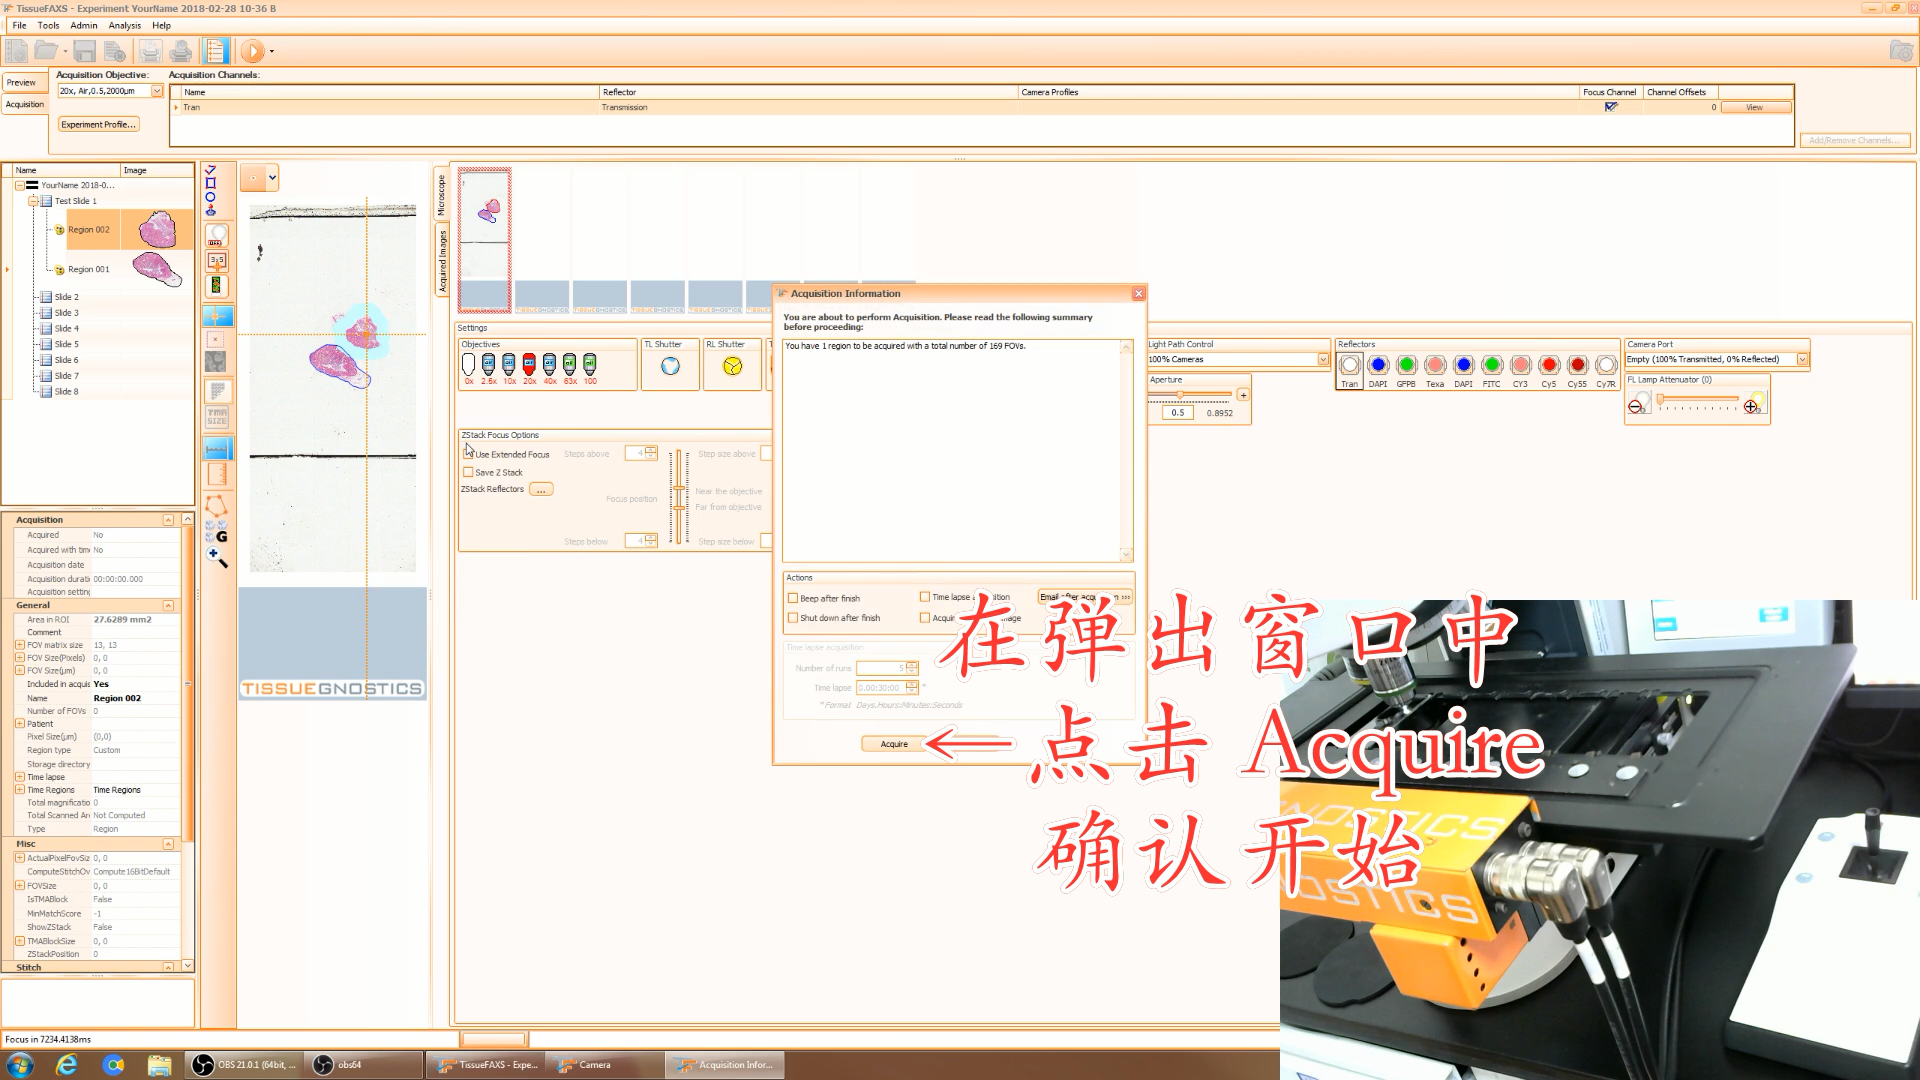 TissueFAXS - Experiment YourName 2018-02-28 10-36 B
File Tools Admin Analysis Help
Preview
Acquisition
Acquisition Objective:
20x, Air,0.5,2000µm
Experiment Profile...
Acquisition Channels:
Name Reflector Camera Profiles Focus Channel Channel Offsets
Tran Transmission 0 View
Add/Remove Channels...
Name Image
YourName 2018-0...
Test Slide 1
Region 002
Region 001
Slide 2
Slide 3
Slide 4
Slide 5
Slide 6
Slide 7
Slide 8
Acquisition
Acquired No
Acquired with tim No
Acquisition date
Acquisition durati 00:00:00.000
Acquisition setting
General
Area in ROI 27.6289 mm2
Comment
FOV matrix size 13, 13
FOV Size(Pixels) 0, 0
FOV Size(µm) 0, 0
Included in acquis Yes
Name Region 002
Number of FOVs 0
Patient
Pixel Size(µm) (0,0)
Region type Custom
Storage directory
Time lapse
Time Regions Time Regions
Total magnificatio 0
Total Scanned Ar Not Computed
Type Region
Misc
ActualPixelFovSiz 0, 0
ComputeStitchOv Compute16BitDefault
FOVSize 0, 0
IsTMABlock False
MinMatchScore -1
ShowZStack False
TMABlockSize 0, 0
ZStackPosition 0
Stitch
Focus in 7234.4138ms
TMA
SIZE
G
TISSUEGNOSTICS
Microscope
Acquired Images
Settings
Objectives
0x 2.5x 10x 20x 40x 63x 100
TL Shutter
RL Shutter
ZStack Focus Options
Use Extended Focus
Save Z Stack
ZStack Reflectors ...
Steps above 4 Step size above
Focus position
Near the objective
Far from objective
Steps below 4 Step size below
Light Path Control
100% Cameras
Aperture
0.5 0.8952
Reflectors
Tran DAPI GFPB Texa DAPI FITC CY3 Cy5 Cy55 Cy7R
Camera Port
Empty (100% Transmitted, 0% Reflected)
FL Lamp Attenuator (0)
Acquisition Information
You are about to perform Acquisition. Please read the following summary
before proceeding:
You have 1 region to be acquired with a total number of 169 FOVs.
Actions
Beep after finish
Shut down after finish
Time lapse
Email after
Time lapse acquisition
Number of runs 5
Time lapse 0.00:30:00 *
* Format Days.Hours:Minutes:Seconds
Acquire
在弹出窗口中
点击 Acquire
确认开始
GNOSTICS
GNOSTICS
OBS 21.0.1 (64bit, ...
obs64
TissueFAXS - Expe...
Camera
Acquisition Infor...